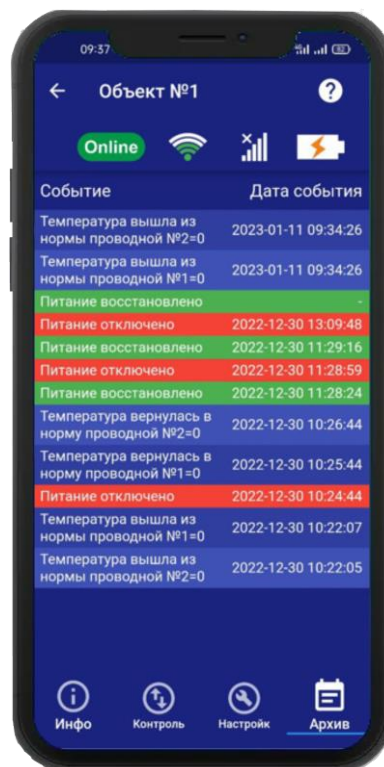 09:37
82
Объект №1
?
Online
Событие
Дата события
Температура вышла из
нормы проводной №2=0
2023-01-11 09:34:26
Температура вышла из
нормы проводной №1=0
2023-01-11 09:34:26
Питание восстановлено
-
Питание отключено
2022-12-30 13:09:48
Питание восстановлено
2022-12-30 11:29:16
Питание отключено
2022-12-30 11:28:59
Питание восстановлено
2022-12-30 11:28:24
Температура вернулась в
норму проводной №2=0
2022-12-30 10:26:44
Температура вернулась в
норму проводной №1=0
2022-12-30 10:25:44
Питание отключено
2022-12-30 10:24:44
Температура вышла из
нормы проводной №1=0
2022-12-30 10:22:07
Температура вышла из
нормы проводной №2=0
2022-12-30 10:22:05
Инфо
Контроль
Настройк
Архив